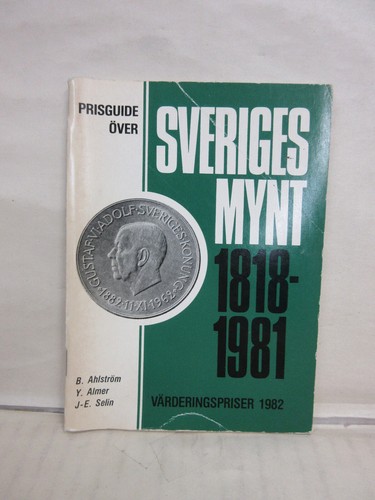 PRISGUIDE
ÖVER
SVERIGES
MYNT
1818-
1981
GUSTAF·VI·ADOLF·SVERIGES·KONUNG
·1882·11·XI·1962·
B. Ahlström
Y. Almer
J-E. Selin
VÄRDERINGSPRISER 1982